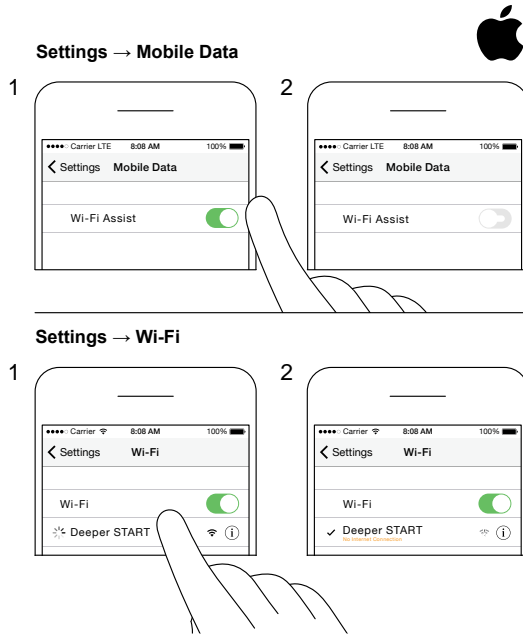 Settings → Mobile Data
1
●●●●○ Carrier LTE 8:08 AM 100%
Settings Mobile Data
Wi-Fi Assist
2
●●●●○ Carrier LTE 8:08 AM 100%
Settings Mobile Data
Wi-Fi Assist
Settings → Wi-Fi
1
●●●●○ Carrier 8:08 AM 100%
Settings Wi-Fi
Wi-Fi
Deeper START
2
●●●●○ Carrier 8:08 AM 100%
Settings Wi-Fi
Wi-Fi
Deeper START
No Internet Connection